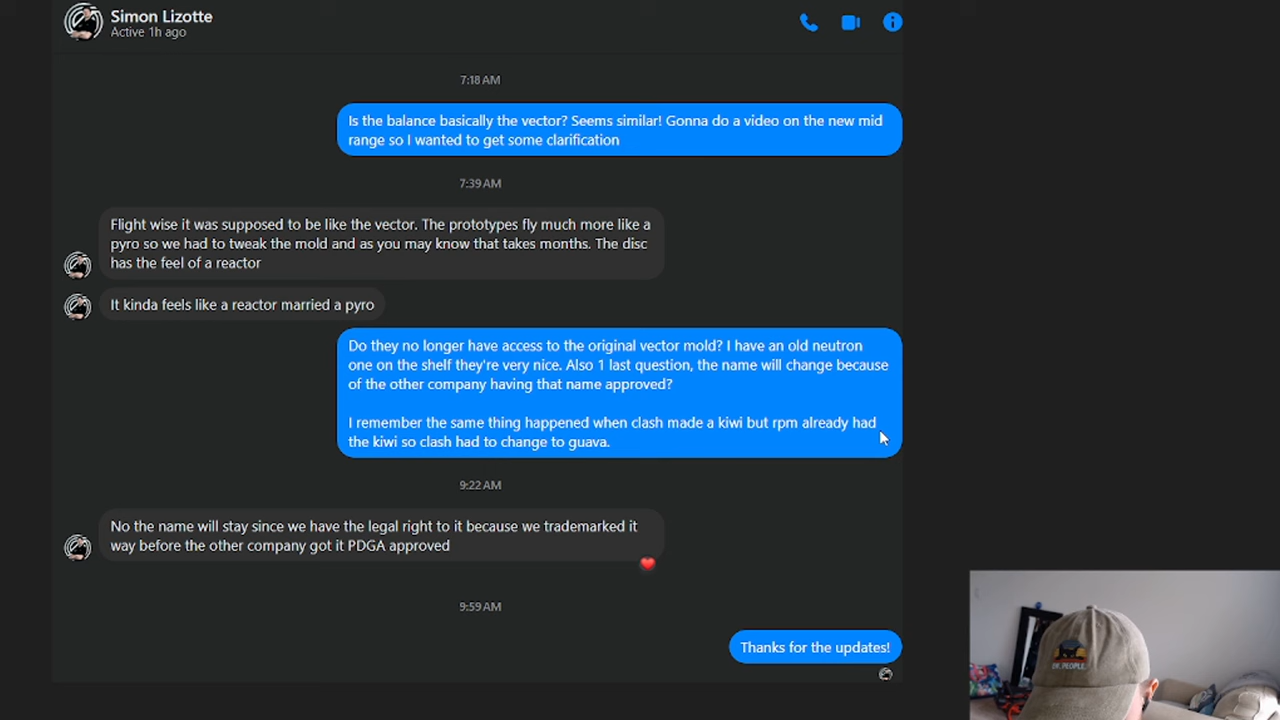 Simon Lizotte
Active 1h ago
7:18 AM
Is the balance basically the vector? Seems similar! Gonna do a video on the new mid
range so I wanted to get some clarification
7:39 AM
Flight wise it was supposed to be like the vector. The prototypes fly much more like a
pyro so we had to tweak the mold and as you may know that takes months. The disc
has the feel of a reactor
It kinda feels like a reactor married a pyro
Do they no longer have access to the original vector mold? I have an old neutron
one on the shelf they're very nice. Also 1 last question, the name will change because
of the other company having that name approved?
I remember the same thing happened when clash made a kiwi but rpm already had
the kiwi so clash had to change to guava.
9:22 AM
No the name will stay since we have the legal right to it because we trademarked it
way before the other company got it PDGA approved
9:59 AM
Thanks for the updates!
EW, PEOPLE.